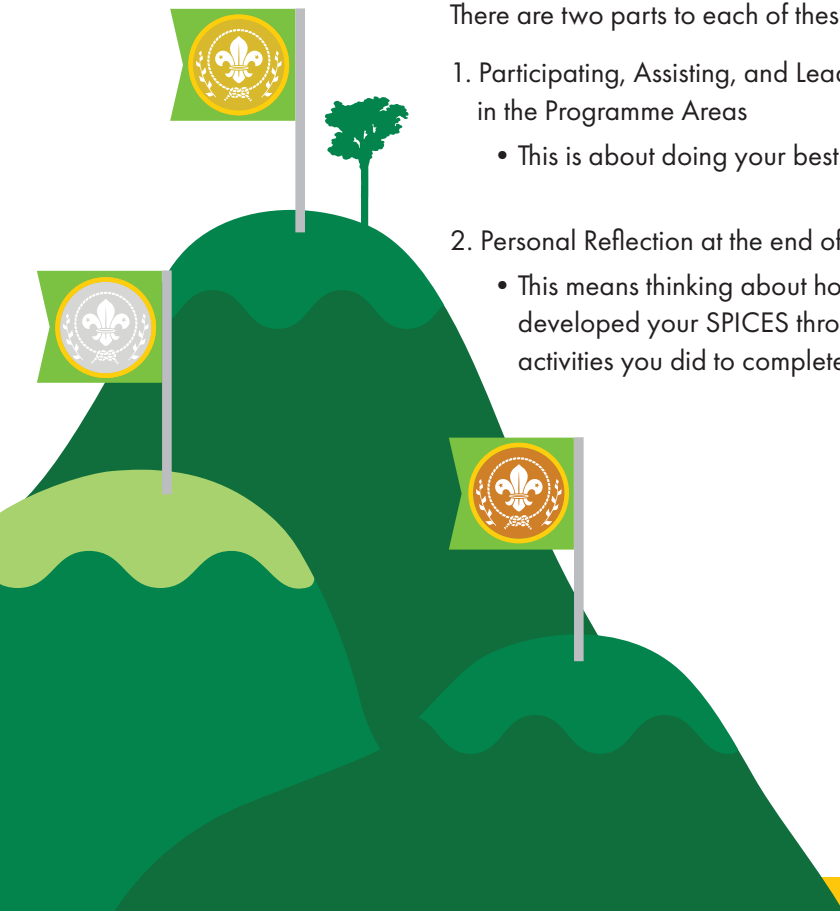 There are two parts to each of thes
1. Participating, Assisting, and Lead
in the Programme Areas
• This is about doing your best
2. Personal Reflection at the end of
• This means thinking about ho
developed your SPICES thro
activities you did to complete